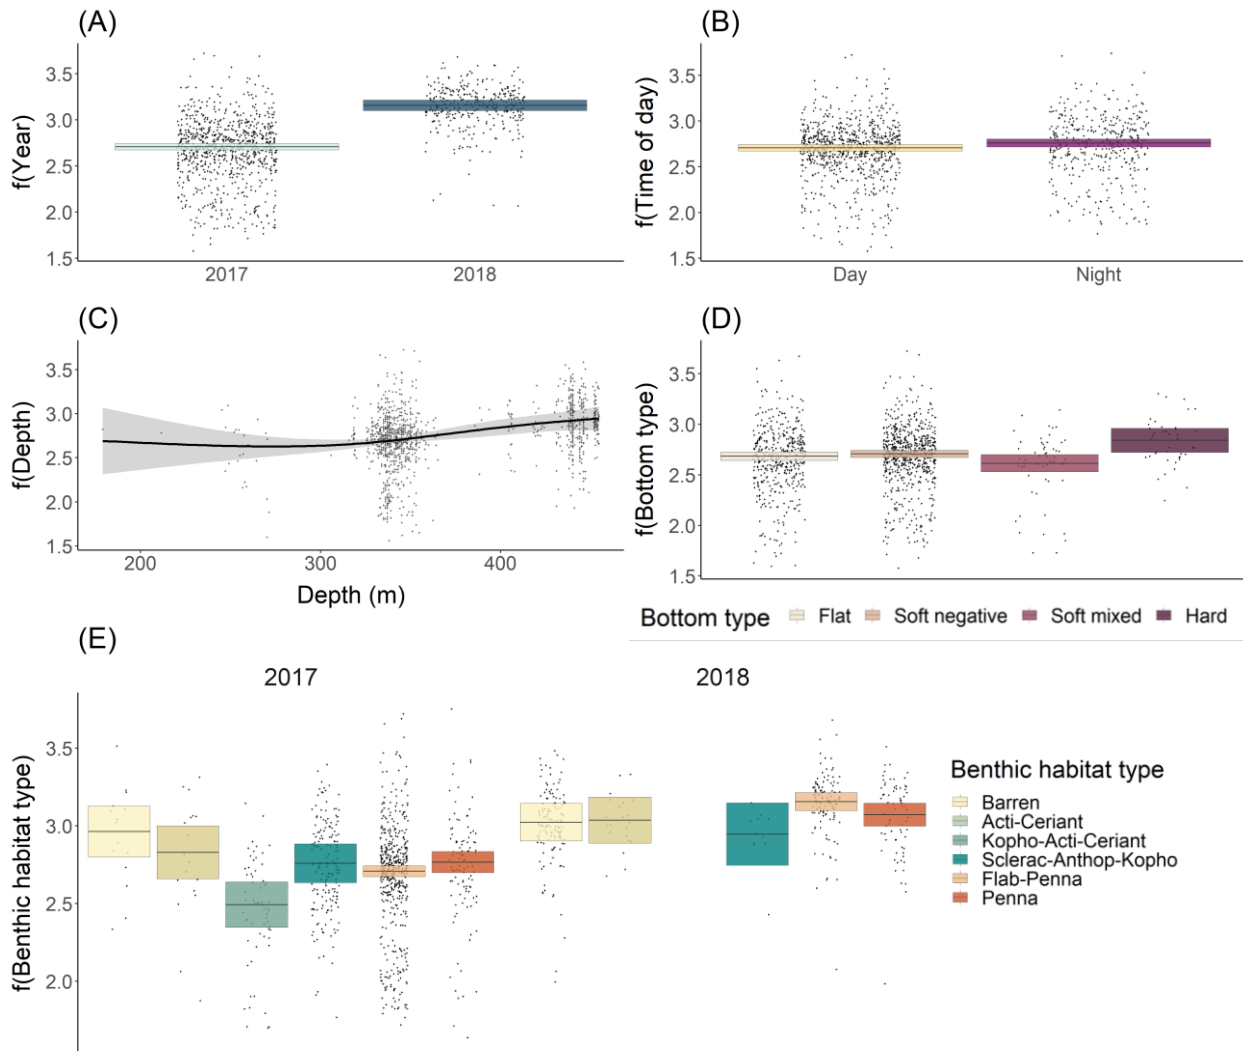 (A)
f(Year)
3.5
3.0
2.5
2.0
1.5
2017
2018
(B)
f(Time of day)
3.5
3.0
2.5
2.0
1.5
Day
Night
(C)
f(Depth)
3.5
3.0
2.5
2.0
1.5
200
300
400
Depth (m)
(D)
f(Bottom type)
3.5
3.0
2.5
2.0
1.5
Bottom type Flat Soft negative Soft mixed Hard
(E)
2017
2018
f(Benthic habitat type)
3.5
3.0
2.5
2.0
Benthic habitat type
Barren
Acti-Ceriant
Kopho-Acti-Ceriant
Sclerac-Anthop-Kopho
Flab-Penna
Penna